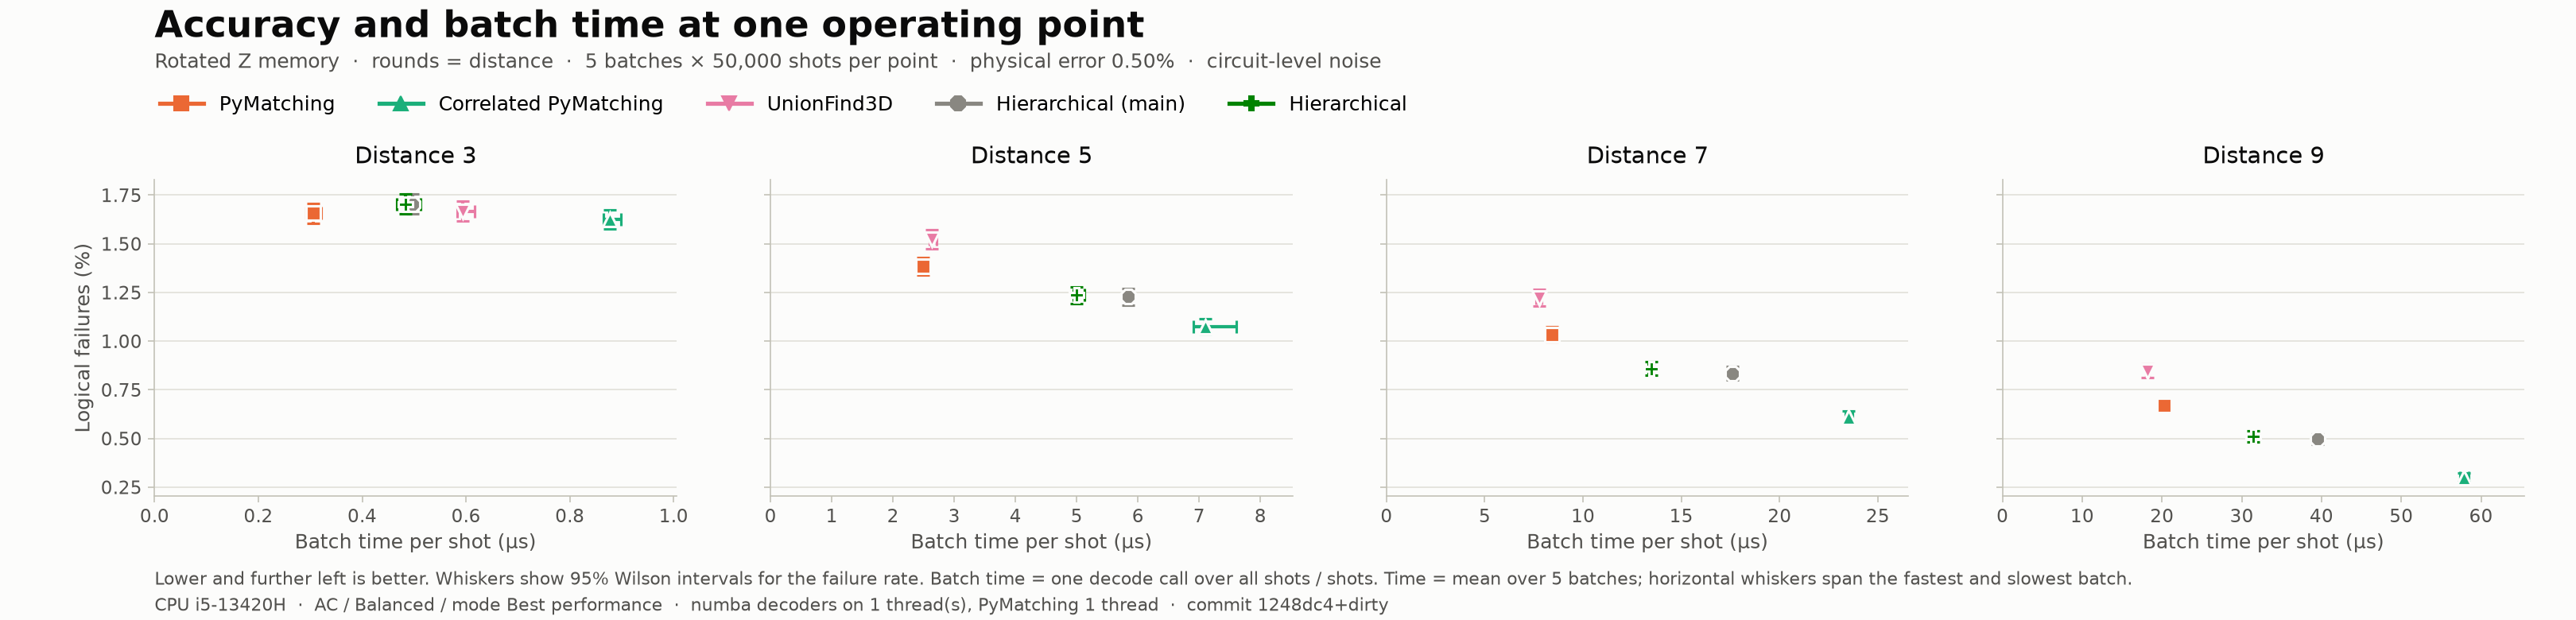 Accuracy and batch time at one operating point
Rotated Z memory · rounds = distance · 5 batches × 50,000 shots per point · physical error 0.50% · circuit-level noise
PyMatching Correlated PyMatching UnionFind3D Hierarchical (main) Hierarchical
Distance 3 Distance 5 Distance 7 Distance 9
Logical failures (%)
1.75
1.50
1.25
1.00
0.75
0.50
0.25
0.0 0.2 0.4 0.6 0.8 1.0 0 1 2 3 4 5 6 7 8 0 5 10 15 20 25 0 10 20 30 40 50 60
Batch time per shot (µs) Batch time per shot (µs) Batch time per shot (µs) Batch time per shot (µs)
Lower and further left is better. Whiskers show 95% Wilson intervals for the failure rate. Batch time = one decode call over all shots / shots. Time = mean over 5 batches; horizontal whiskers span the fastest and slowest batch.
CPU i5-13420H · AC / Balanced / mode Best performance · numba decoders on 1 thread(s), PyMatching 1 thread · commit 1248dc4+dirty